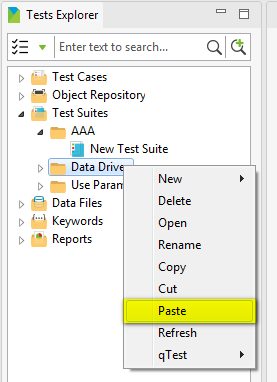 Tests Explorer
Enter text to search...
Test Cases
Object Repository
Test Suites
AAA
New Test Suite
Data Drive
Use Param
Data Files
Keywords
Reports
New
Delete
Open
Rename
Copy
Cut
Paste
Refresh
qTest